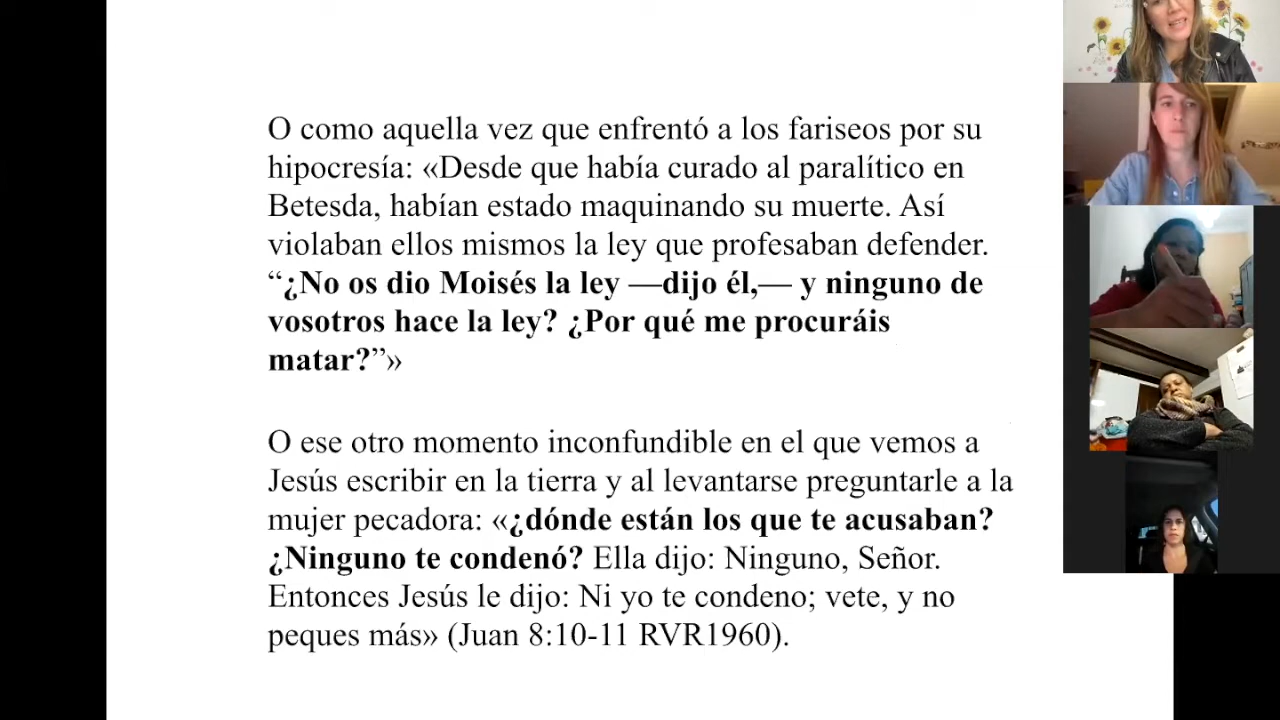 O como aquella vez que enfrentó a los fariseos por su
hipocresía: «Desde que había curado al paralítico en
Betesda, habían estado maquinando su muerte. Así
violaban ellos mismos la ley que profesaban defender.
“¿No os dio Moisés la ley —dijo él,— y ninguno de
vosotros hace la ley? ¿Por qué me procuráis
matar?”»
O ese otro momento inconfundible en el que vemos a
Jesús escribir en la tierra y al levantarse preguntarle a la
mujer pecadora: «¿dónde están los que te acusaban?
¿Ninguno te condenó? Ella dijo: Ninguno, Señor.
Entonces Jesús le dijo: Ni yo te condeno; vete, y no
peques más» (Juan 8:10-11 RVR1960).